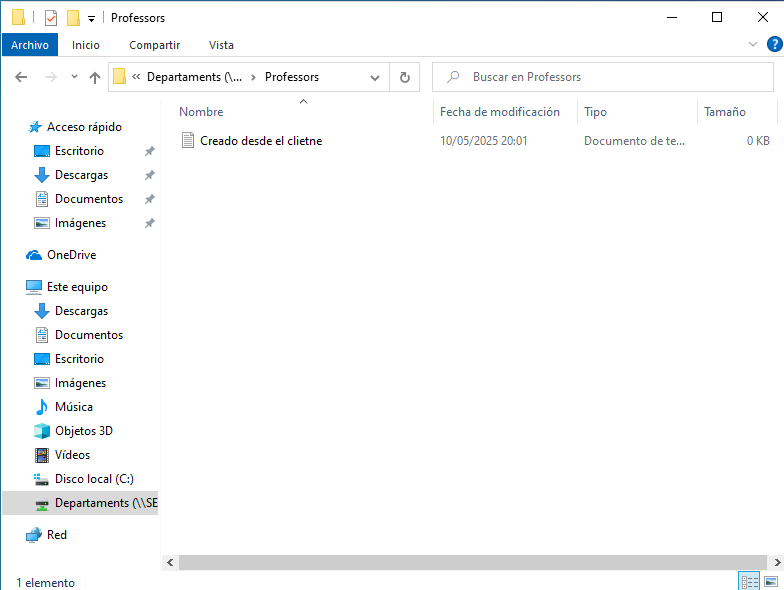 Professors
Archivo Inicio Compartir Vista
« Departaments (\... › Professors Buscar en Professors
Nombre Fecha de modificación Tipo Tamaño
Creado desde el clietne 10/05/2025 20:01 Documento de te... 0 KB
Acceso rápido
Escritorio
Descargas
Documentos
Imágenes
OneDrive
Este equipo
Descargas
Documentos
Escritorio
Imágenes
Música
Objetos 3D
Vídeos
Disco local (C:)
Departaments (\\SE
Red
1 elemento